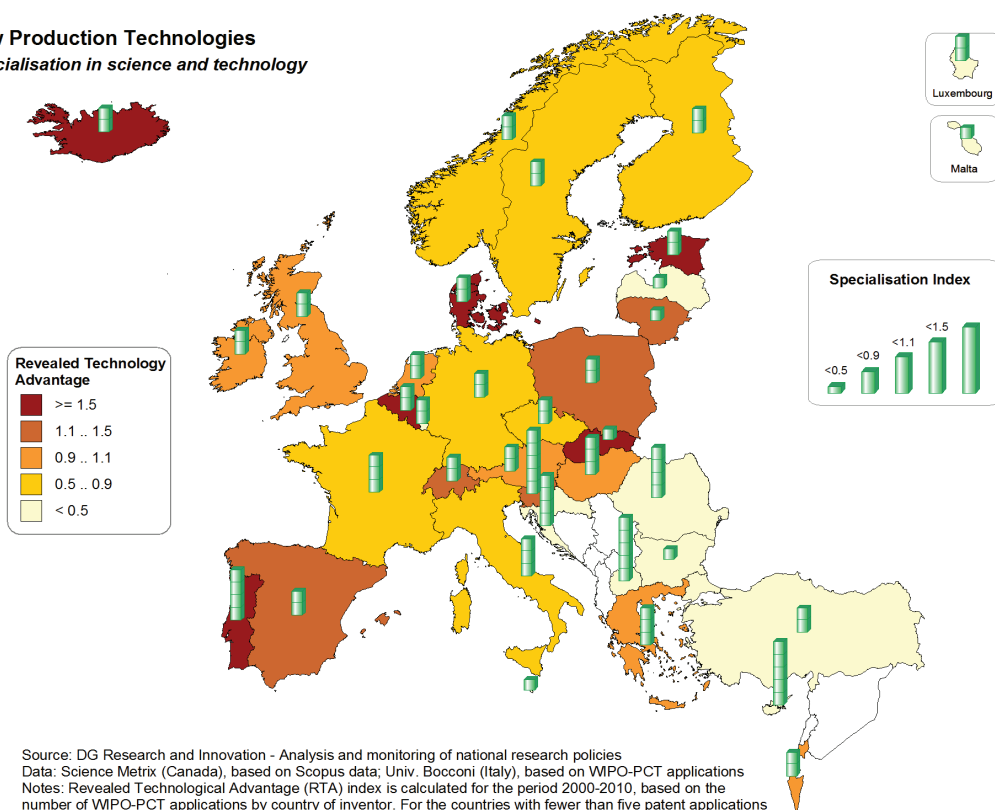 Production Technologies
specialisation in science and technology
Luxembourg
Malta
Specialisation Index
<0.5
<0.9
<1.1
<1.5
Revealed Technology
Advantage
>= 1.5
1.1 .. 1.5
0.9 .. 1.1
0.5 .. 0.9
< 0.5
Source: DG Research and Innovation - Analysis and monitoring of national research policies
Data: Science Metrix (Canada), based on Scopus data; Univ. Bocconi (Italy), based on WIPO-PCT applications
Notes: Revealed Technological Advantage (RTA) index is calculated for the period 2000-2010, based on the
number of WIPO-PCT applications by country of inventor. For the countries with fewer than five patent applications